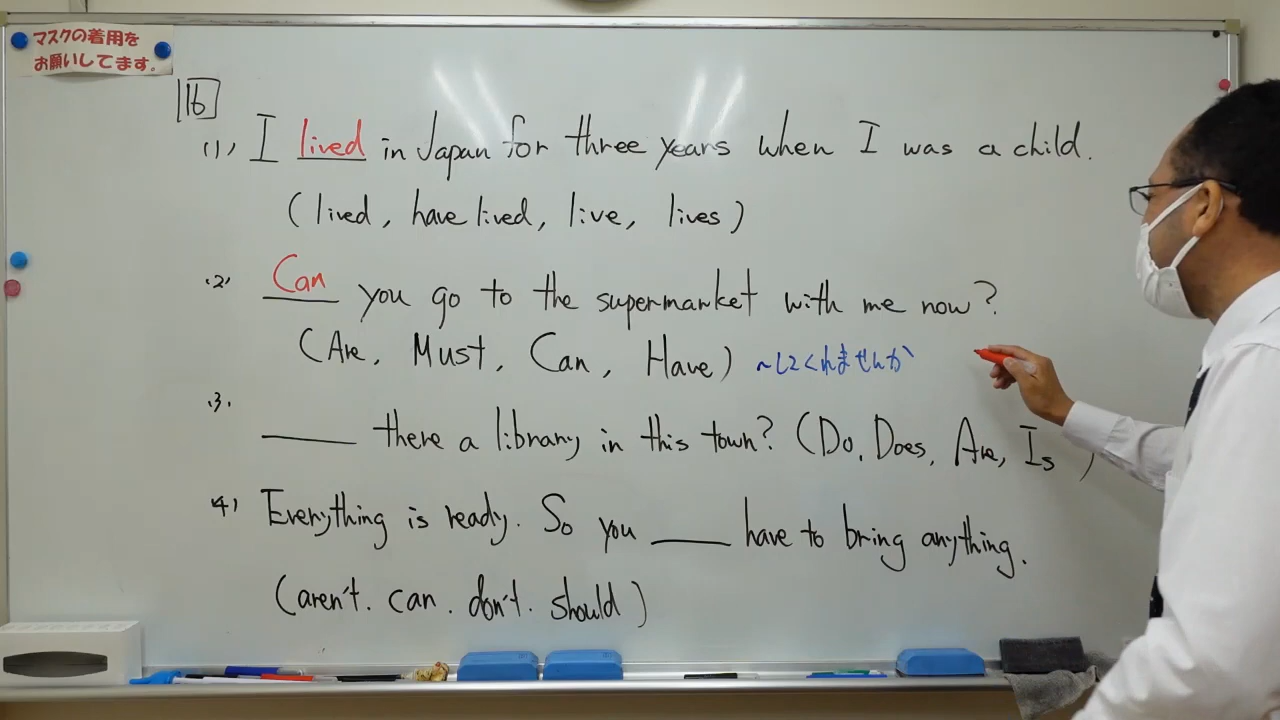 マスクの着用を
お願いしてます。
16
(1) I lived in Japan for three years when I was a child.
(lived, have lived, live, lives)
(2) Can you go to the supermarket with me now?
(Are, Must, Can, Have) ~してくれませんか
(3) ____ there a library in this town? (Do, Does, Are, Is )
(4) Everything is ready. So you ____ have to bring anything.
(aren't. can. don't. should)